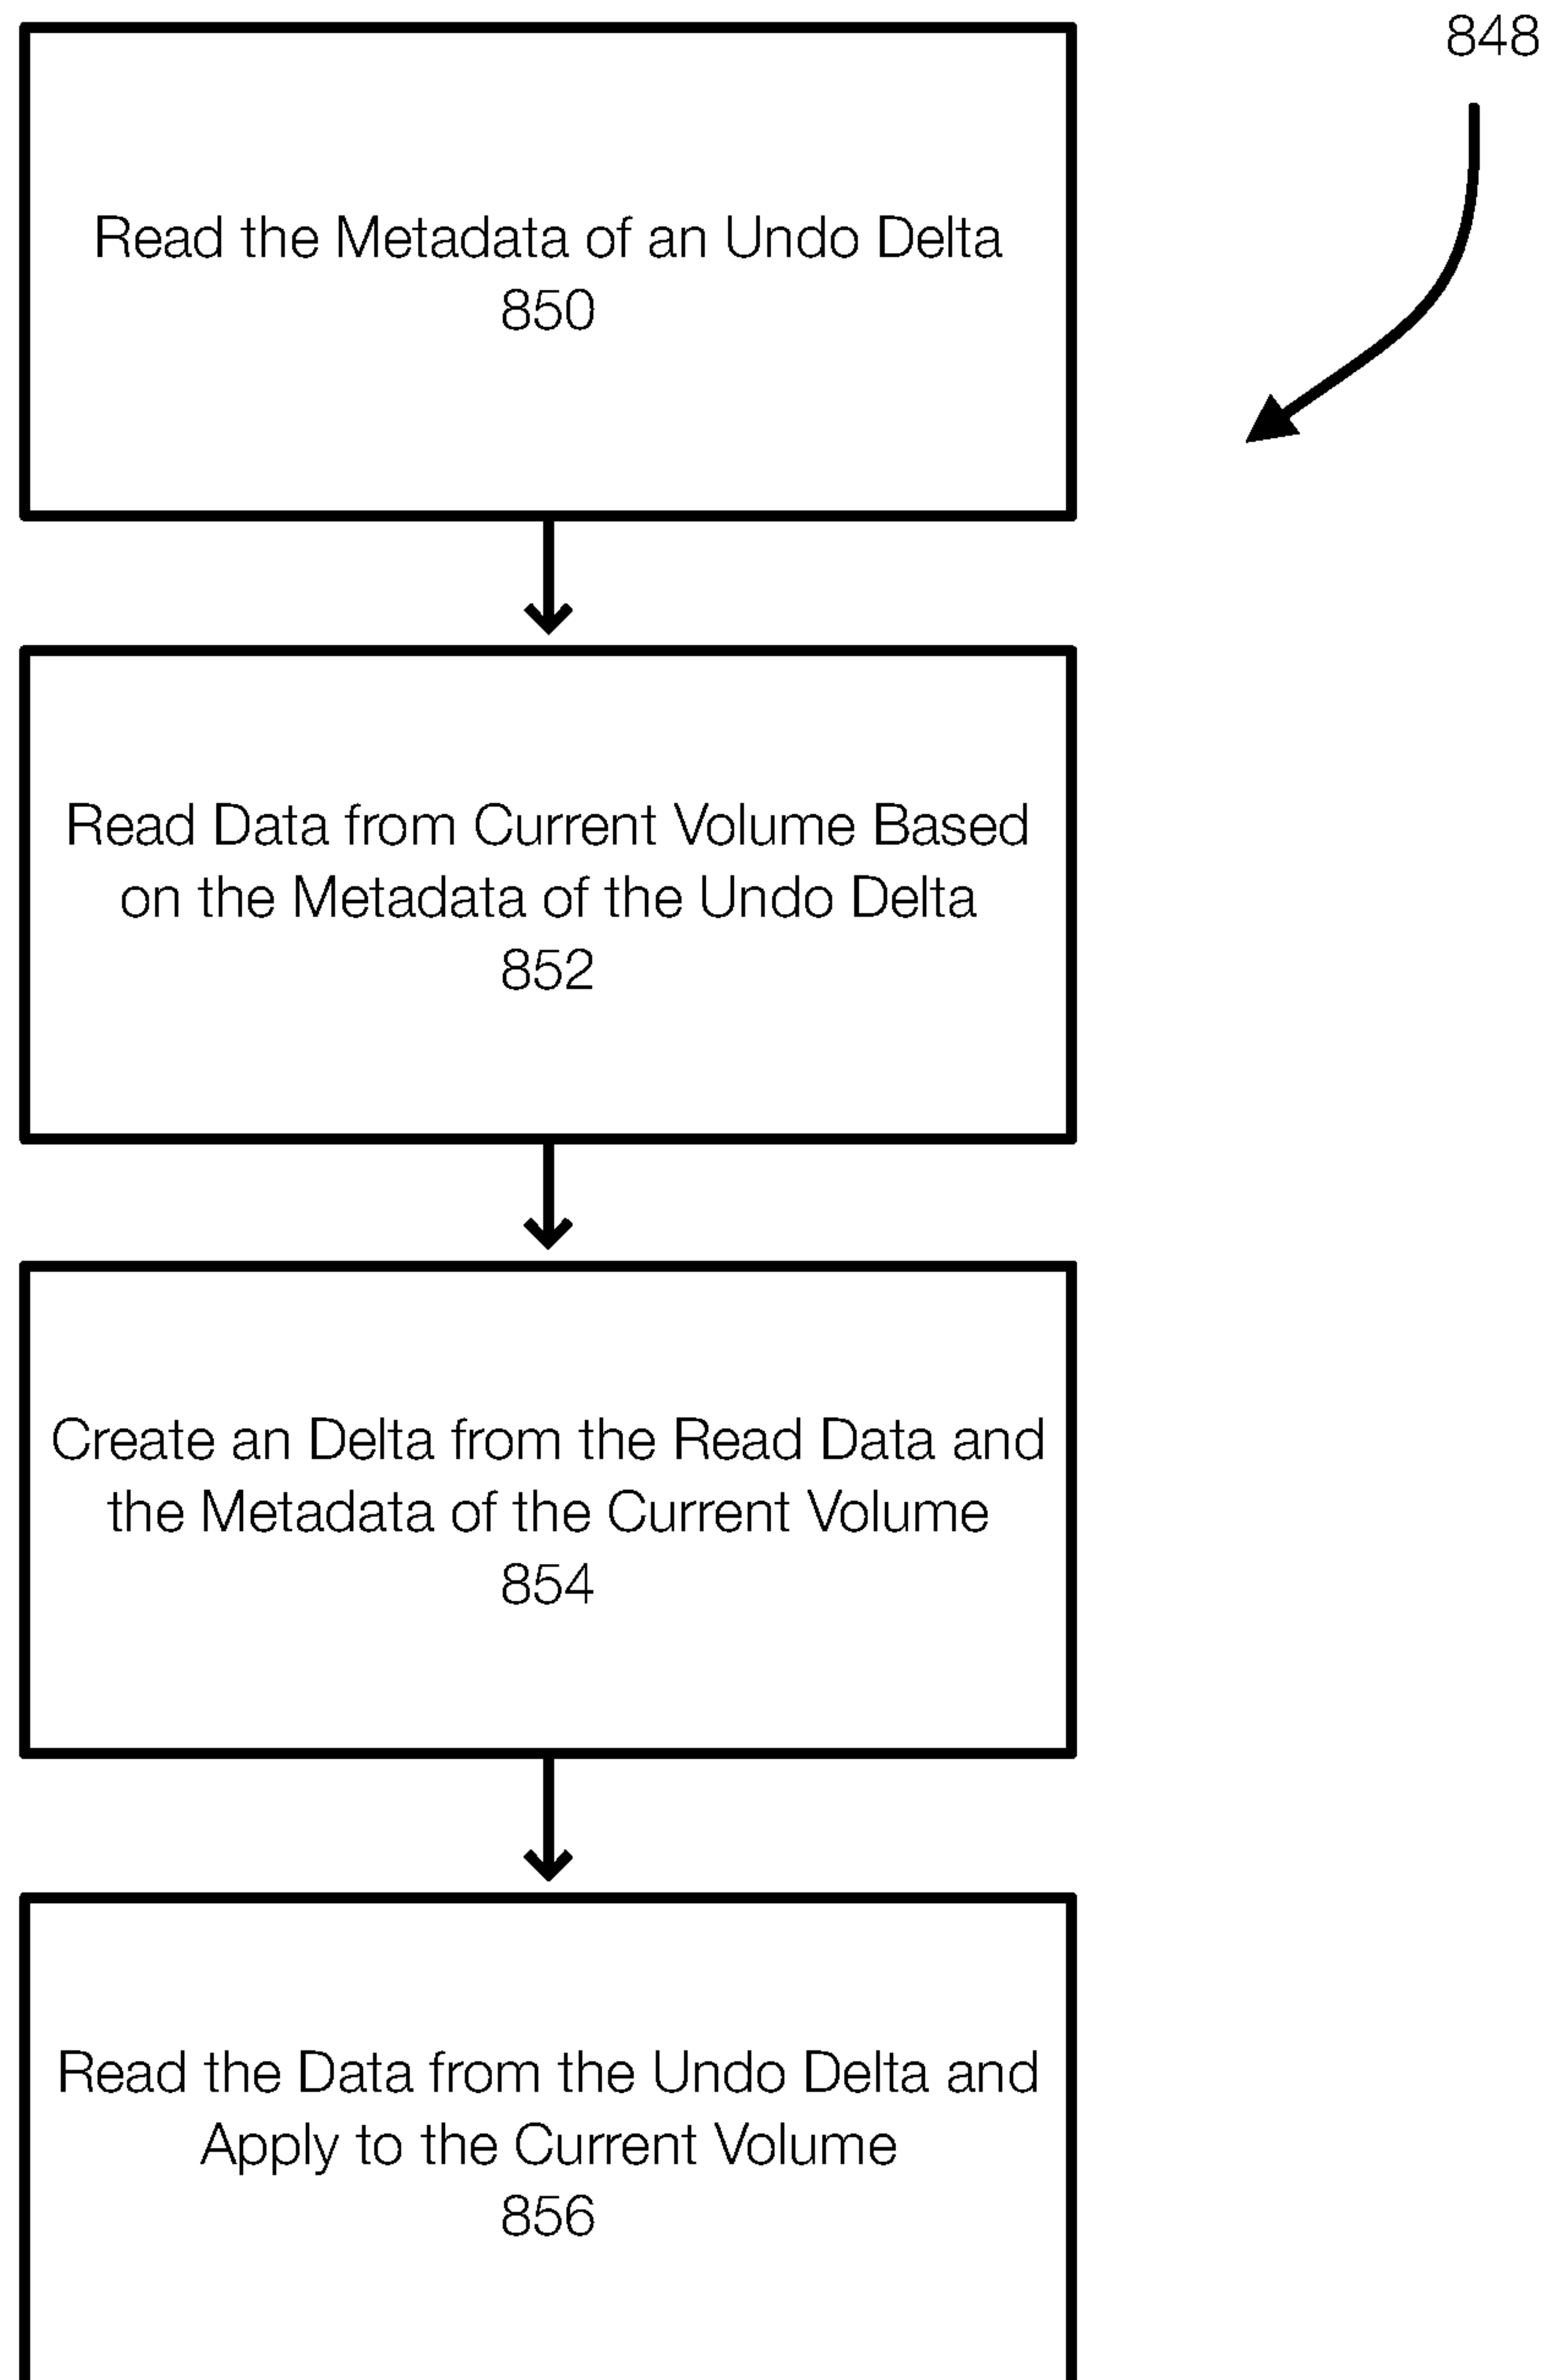 848
Read the Metadata of an Undo Delta
850
Read Data from Current Volume Based
on the Metadata of the Undo Delta
852
Create an Delta from the Read Data and
the Metadata of the Current Volume
854
Read the Data from the Undo Delta and
Apply to the Current Volume
856